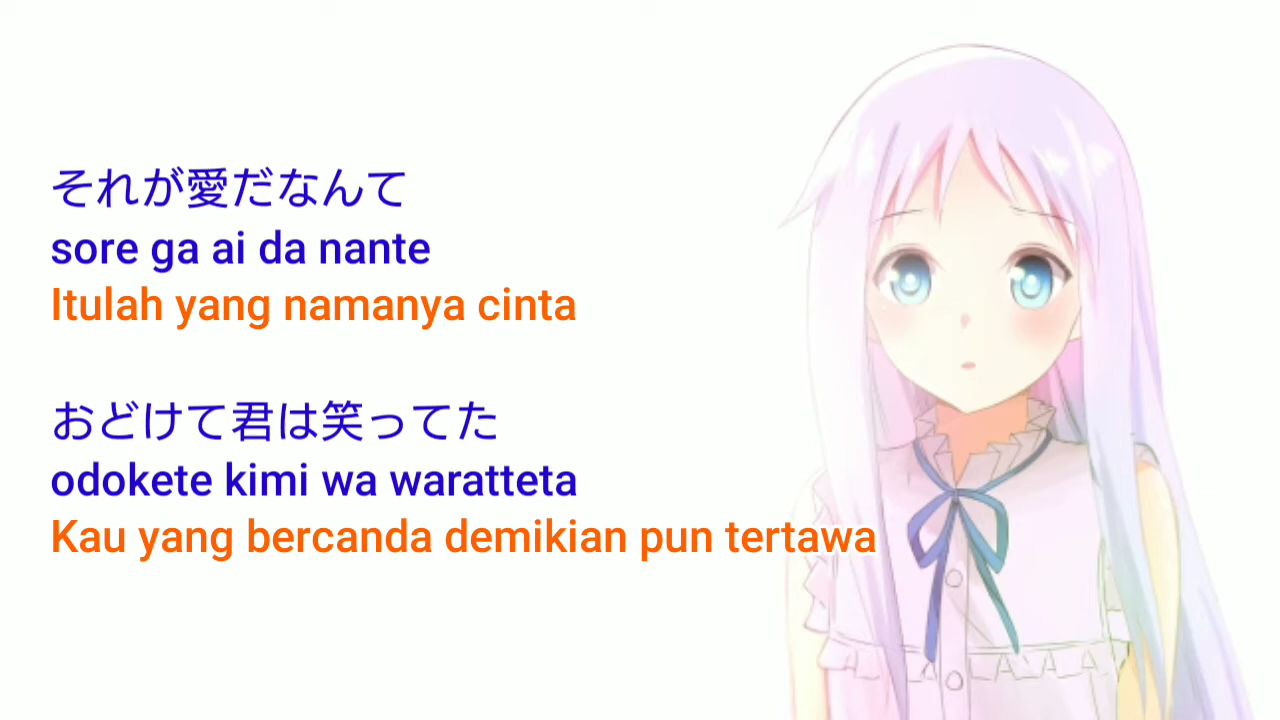 それが愛だなんて
sore ga ai da nante
Itulah yang namanya cinta
おどけて君は笑ってた
odokete kimi wa waratteta
Kau yang bercanda demikian pun tertawa